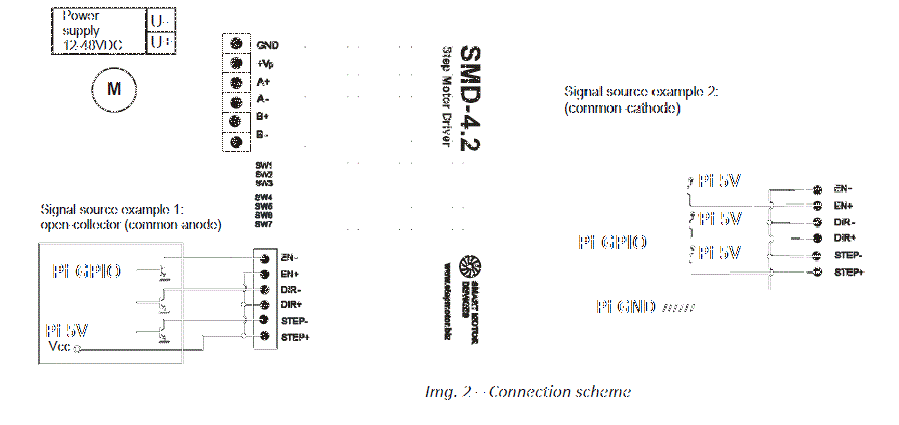 Power
supply
12-48VDC
U-
U+
M
GND
+Vp
A+
A-
B+
B-
SW1
SW2
SW3
SW4
SW5
SW6
SW7
SMD-4.2
Step Motor Driver
Signal source example 1:
open-collector (common anode)
Pi GPIO
Pi 5V
Vcc
EN-
EN+
DIR-
DIR+
STEP-
STEP+
SMART MOTOR
DEVICES
www.stepmotor.biz
Signal source example 2:
(common-cathode)
Pi 5V
Pi 5V
Pi 5V
Pi GPIO
Pi GND
EN-
EN+
DIR-
DIR+
STEP-
STEP+
Img. 2 - Connection scheme